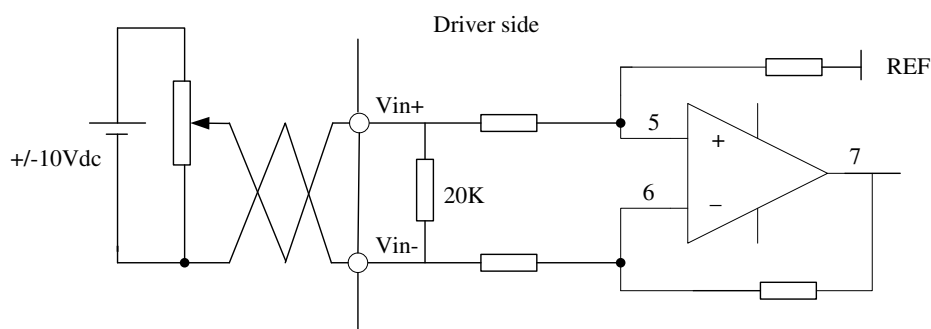 Driver side
REF
Vin+
5
+
7
+/-10Vdc
20K
6
−
Vin-